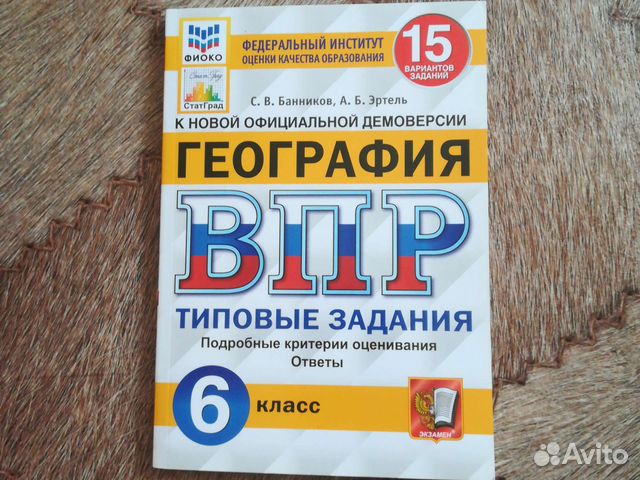 ФИОКО
ФЕДЕРАЛЬНЫЙ ИНСТИТУТ
ОЦЕНКИ КАЧЕСТВА ОБРАЗОВАНИЯ
15
ВАРИАНТОВ
ЗАДАНИЙ
СтатГрад
С. В. Банников, А. Б. Эртель
К НОВОЙ ОФИЦИАЛЬНОЙ ДЕМОВЕРСИИ
ГЕОГРАФИЯ
ВПР
ТИПОВЫЕ ЗАДАНИЯ
Подробные критерии оценивания
Ответы
6 класс
ЭКЗАМЕН
Avito